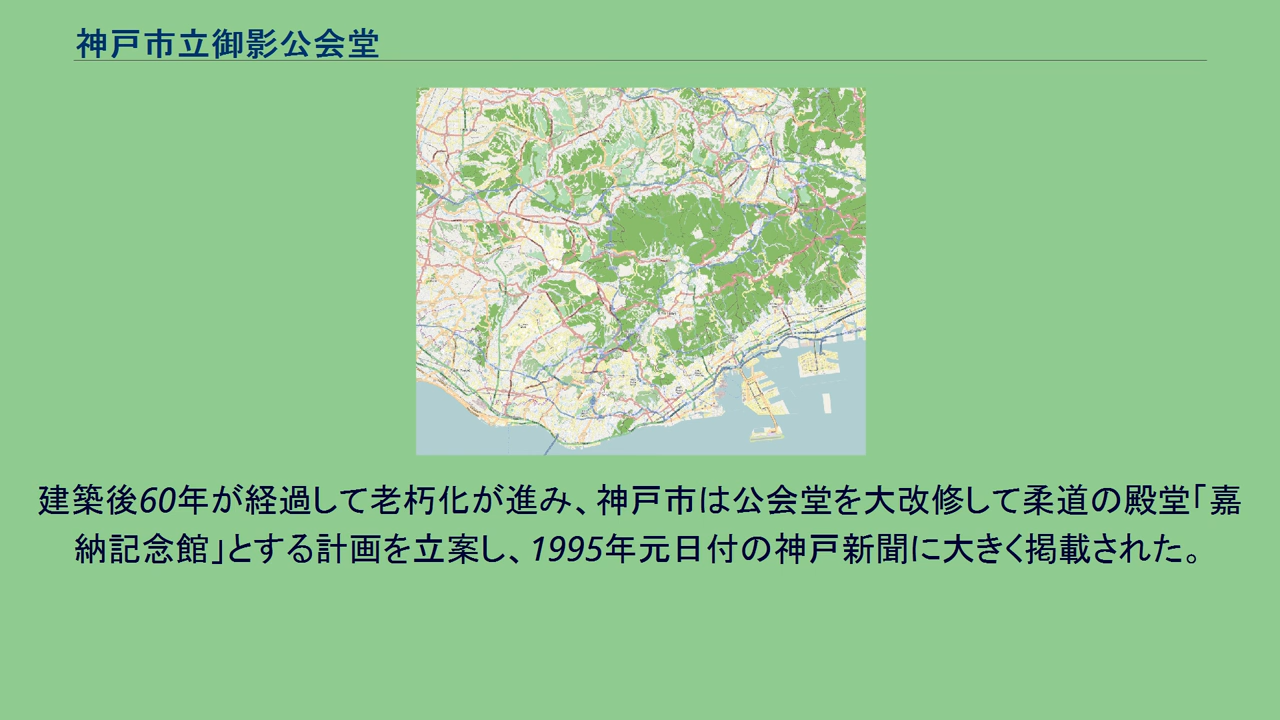 神戸市立御影公会堂
建築後60年が経過して老朽化が進み、神戸市は公会堂を大改修して柔道の殿堂「嘉
納記念館」とする計画を立案し、1995年元日付の神戸新聞に大きく掲載された。